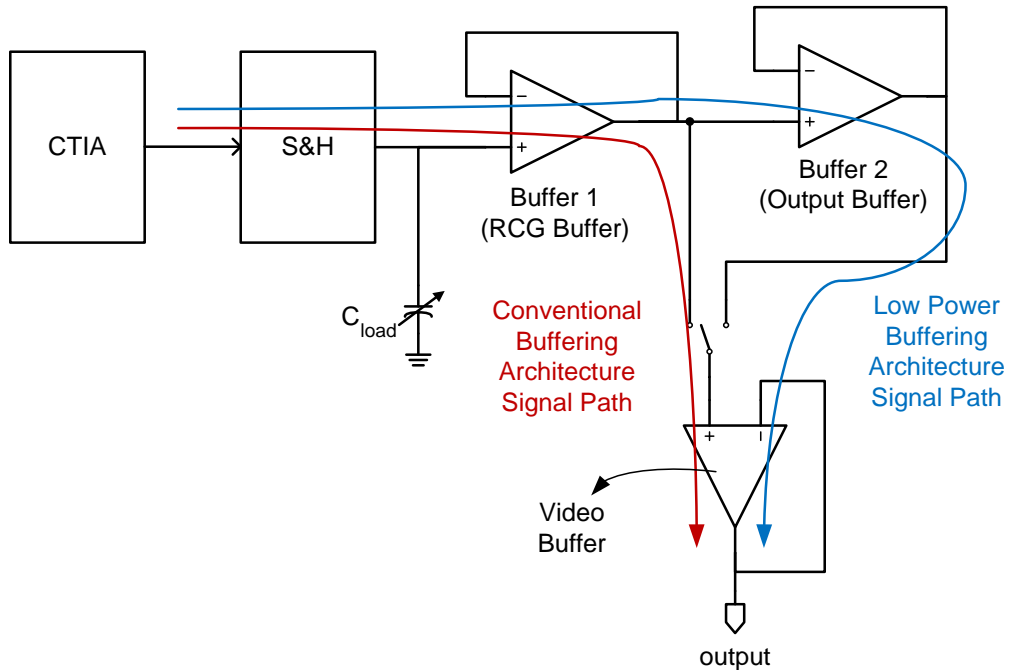 CTIA
S&H
−
+
Buffer 1
(RCG Buffer)
−
+
Buffer 2
(Output Buffer)
Cload
Conventional
Buffering
Architecture
Signal Path
Low Power
Buffering
Architecture
Signal Path
+
−
Video
Buffer
output